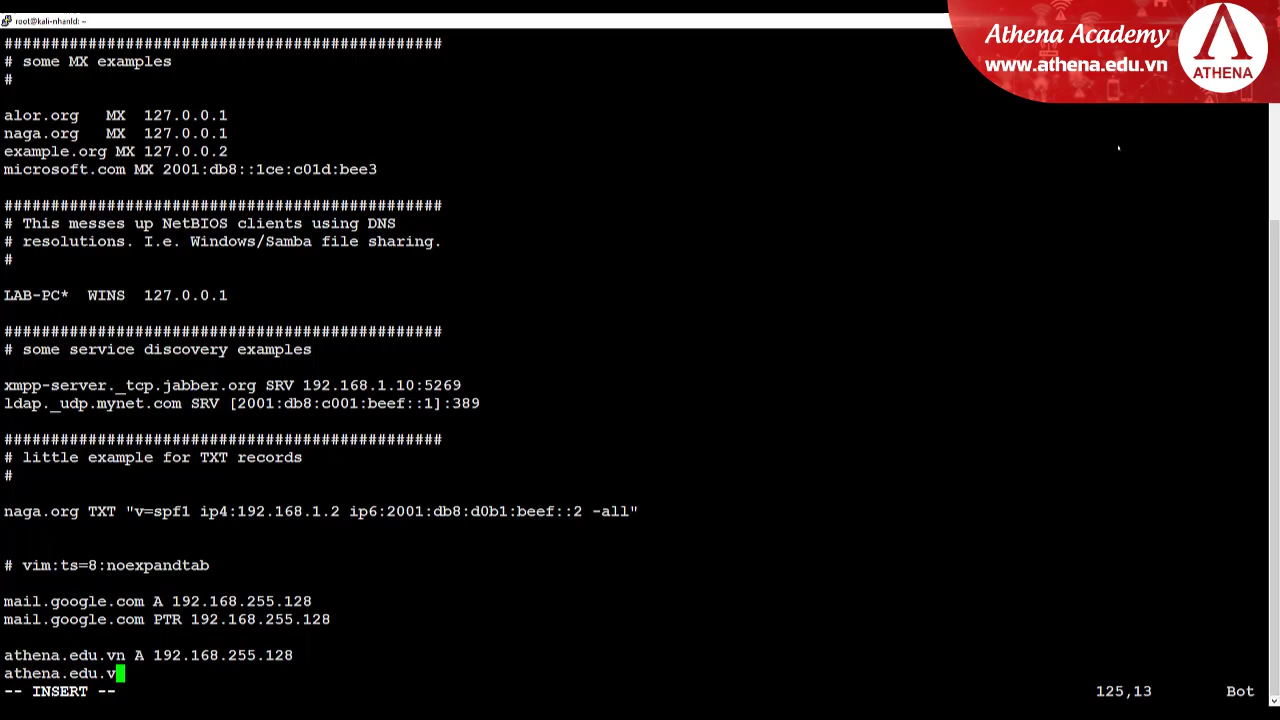 root@kali-nhanld: ~
Athena Academy
www.athena.edu.vn
ATHENA
###############################################
# some MX examples
#
alor.org   MX  127.0.0.1
naga.org   MX  127.0.0.1
example.org MX 127.0.0.2
microsoft.com MX 2001:db8::1ce:c01d:bee3
###############################################
# This messes up NetBIOS clients using DNS
# resolutions. I.e. Windows/Samba file sharing.
#
LAB-PC*  WINS  127.0.0.1
###############################################
# some service discovery examples
xmpp-server._tcp.jabber.org SRV 192.168.1.10:5269
ldap._udp.mynet.com SRV [2001:db8:c001:beef::1]:389
###############################################
# little example for TXT records
#
naga.org TXT "v=spf1 ip4:192.168.1.2 ip6:2001:db8:d0b1:beef::2 -all"
# vim:ts=8:noexpandtab
mail.google.com A 192.168.255.128
mail.google.com PTR 192.168.255.128
athena.edu.vn A 192.168.255.128
athena.edu.v
-- INSERT -- 125,13 Bot